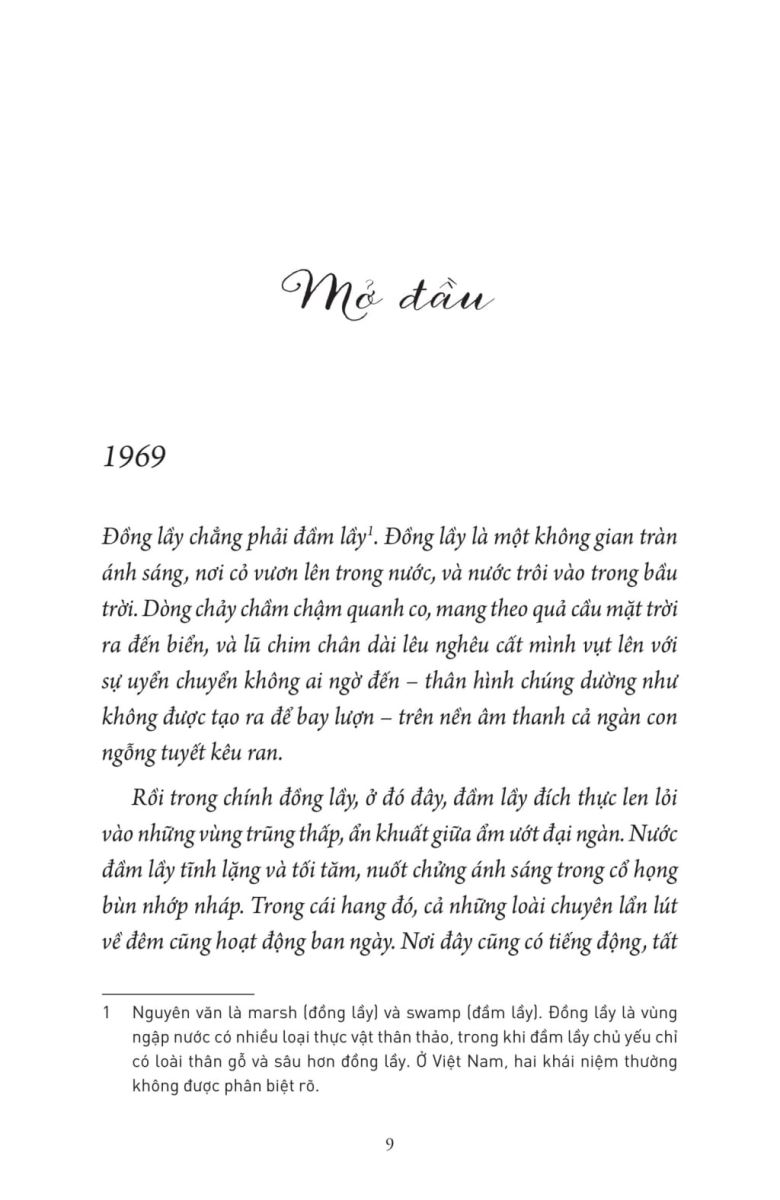 Mở đầu
1969
Đồng lầy chẳng phải đầm lầy¹. Đồng lầy là một không gian tràn
ánh sáng, nơi cỏ vươn lên trong nước, và nước trôi vào trong bầu
trời. Dòng chảy chầm chậm quanh co, mang theo quả cầu mặt trời
ra đến biển, và lũ chim chân dài lêu nghêu cất mình vụt lên với
sự uyển chuyển không ai ngờ đến – thân hình chúng dường như
không được tạo ra để bay lượn – trên nền âm thanh cả ngàn con
ngỗng tuyết kêu ran.
Rồi trong chính đồng lầy, ở đó đây, đầm lầy đích thực len lỏi
vào những vùng trũng thấp, ẩn khuất giữa ẩm ướt đại ngàn. Nước
đầm lầy tĩnh lặng và tối tăm, nuốt chửng ánh sáng trong cổ họng
bùn nhớp nháp. Trong cái hang đó, cả những loài chuyên lẩn lút
về đêm cũng hoạt động ban ngày. Nơi đây cũng có tiếng động, tất
1 Nguyên văn là marsh (đồng lầy) và swamp (đầm lầy). Đồng lầy là vùng
ngập nước có nhiều loại thực vật thân thảo, trong khi đầm lầy chủ yếu chỉ
có loài thân gỗ và sâu hơn đồng lầy. Ở Việt Nam, hai khái niệm thường
không được phân biệt rõ.
9